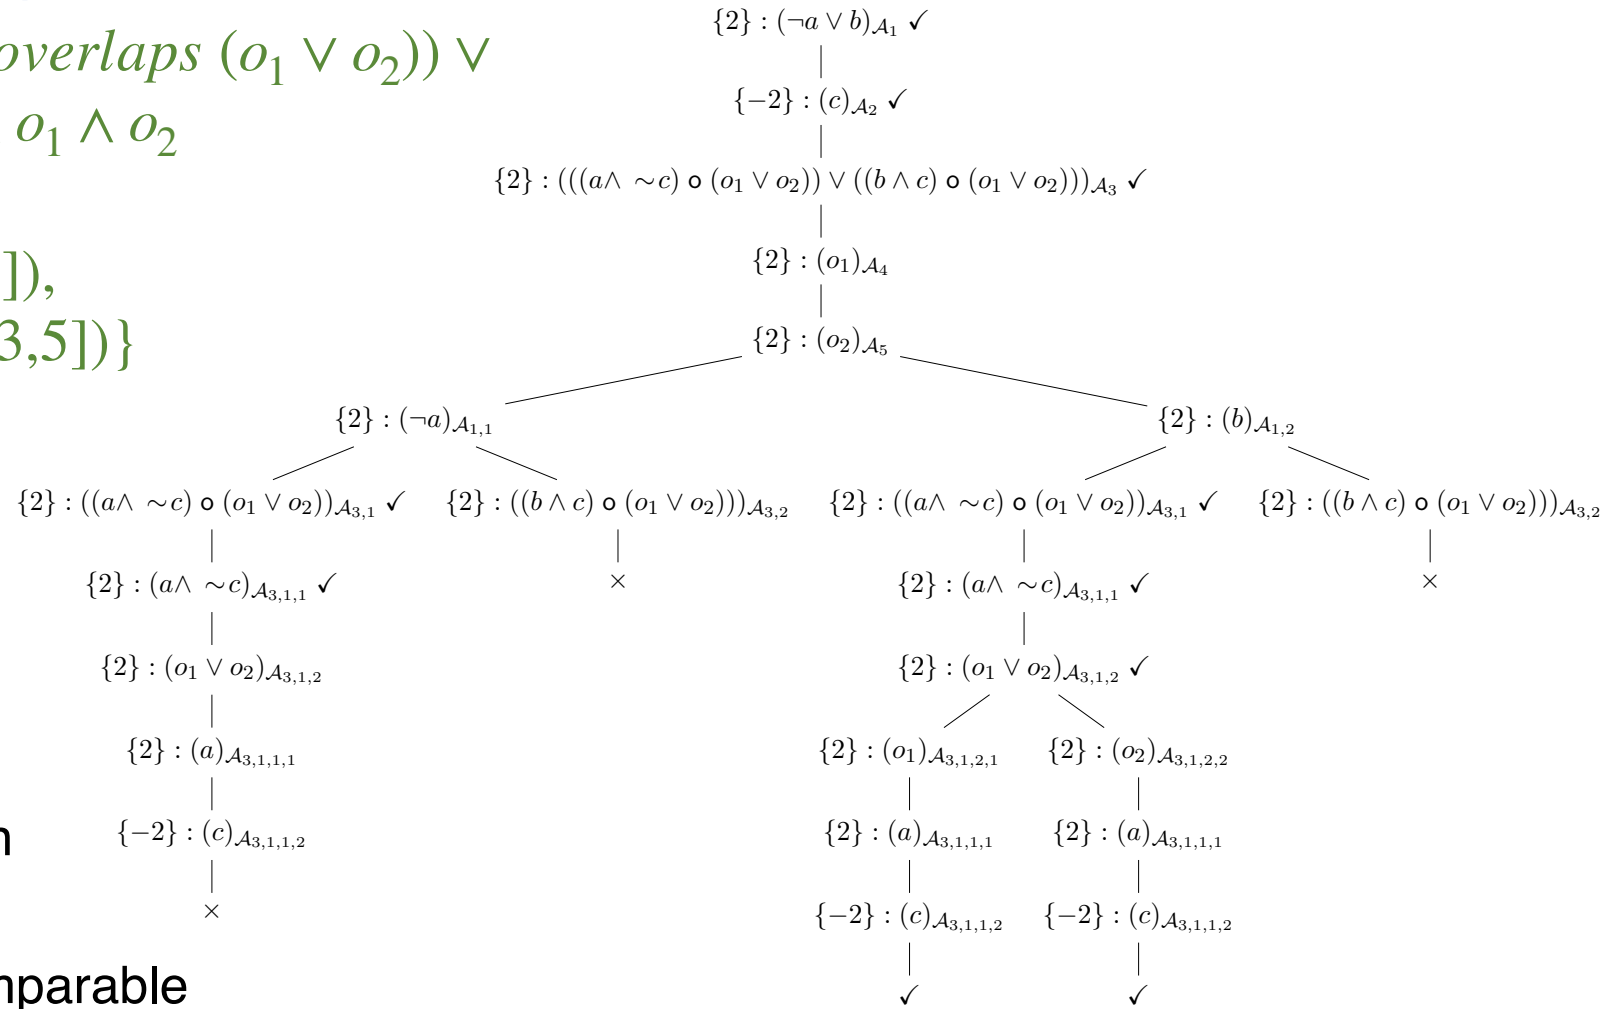 overlaps (o₁ ∨ o₂)) ∨
o₁ ∧ o₂
]),
3,5])}
n
nparable
{2} : (¬a ∨ b)_{𝒜₁} ✓
{−2} : (c)_{𝒜₂} ✓
{2} : (((a∧ ∼c) o (o₁ ∨ o₂)) ∨ ((b ∧ c) o (o₁ ∨ o₂)))_{𝒜₃} ✓
{2} : (o₁)_{𝒜₄}
{2} : (o₂)_{𝒜₅}
{2} : (¬a)_{𝒜₁,₁} {2} : (b)_{𝒜₁,₂}
{2} : ((a∧ ∼c) o (o₁ ∨ o₂))_{𝒜₃,₁} ✓ {2} : ((b ∧ c) o (o₁ ∨ o₂)))_{𝒜₃,₂} {2} : ((a∧ ∼c) o (o₁ ∨ o₂))_{𝒜₃,₁} ✓ {2} : ((b ∧ c) o (o₁ ∨ o₂)))_{𝒜₃,₂}
{2} : (a∧ ∼c)_{𝒜₃,₁,₁} ✓ × {2} : (a∧ ∼c)_{𝒜₃,₁,₁} ✓ ×
{2} : (o₁ ∨ o₂)_{𝒜₃,₁,₂} {2} : (o₁ ∨ o₂)_{𝒜₃,₁,₂} ✓
{2} : (a)_{𝒜₃,₁,₁,₁} {2} : (o₁)_{𝒜₃,₁,₂,₁} {2} : (o₂)_{𝒜₃,₁,₂,₂}
{−2} : (c)_{𝒜₃,₁,₁,₂} {2} : (a)_{𝒜₃,₁,₁,₁} {2} : (a)_{𝒜₃,₁,₁,₁}
× {−2} : (c)_{𝒜₃,₁,₁,₂} {−2} : (c)_{𝒜₃,₁,₁,₂}
✓ ✓